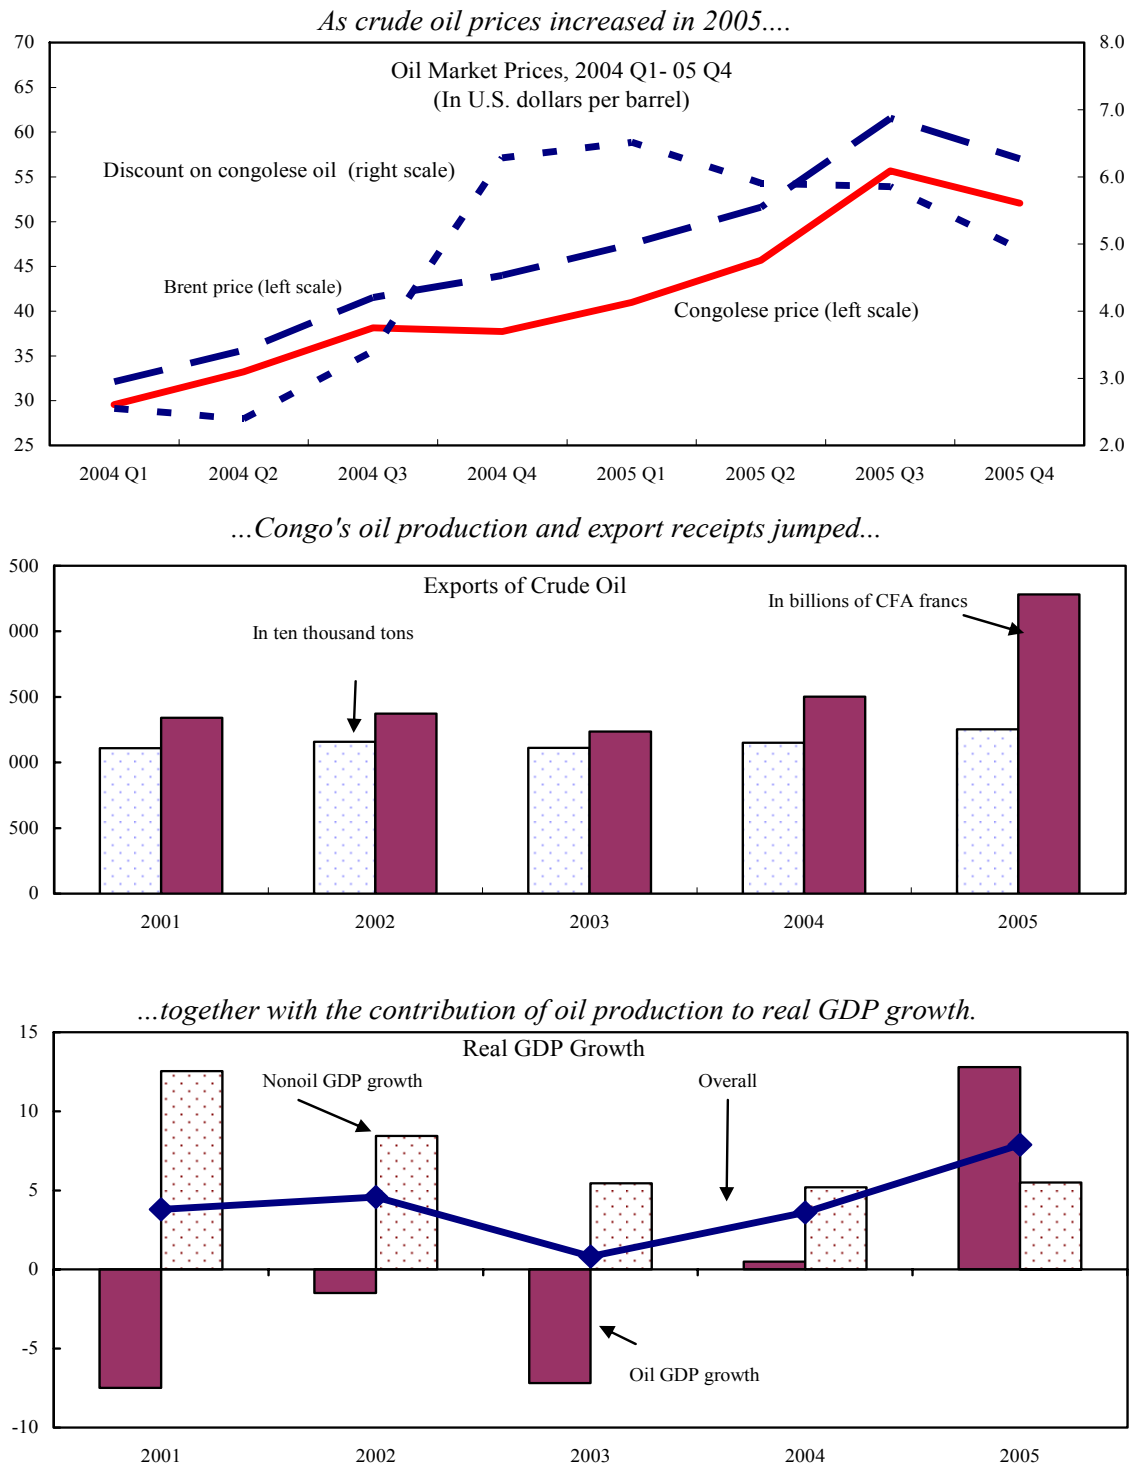 As crude oil prices increased in 2005....
Oil Market Prices, 2004 Q1- 05 Q4
(In U.S. dollars per barrel)
70
65
60
55
50
45
40
35
30
25
8.0
7.0
6.0
5.0
4.0
3.0
2.0
Discount on congolese oil (right scale)
Brent price (left scale)
Congolese price (left scale)
2004 Q1 2004 Q2 2004 Q3 2004 Q4 2005 Q1 2005 Q2 2005 Q3 2005 Q4
...Congo's oil production and export receipts jumped...
Exports of Crude Oil
500
000
500
000
500
0
In ten thousand tons
In billions of CFA francs
2001 2002 2003 2004 2005
...together with the contribution of oil production to real GDP growth.
Real GDP Growth
15
10
5
0
-5
-10
Nonoil GDP growth
Overall
Oil GDP growth
2001 2002 2003 2004 2005